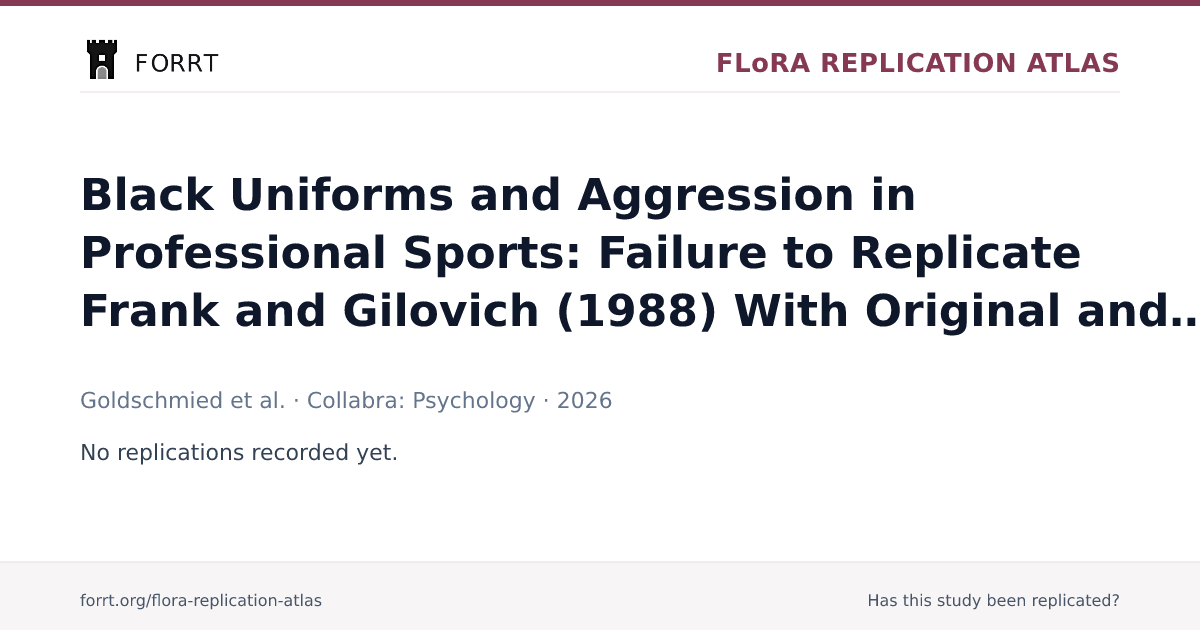 FORRT
FLoRA REPLICATION ATLAS
Black Uniforms and Aggression in
Professional Sports: Failure to Replicate
Frank and Gilovich (1988) With Original and…
Goldschmied et al. · Collabra: Psychology · 2026
No replications recorded yet.
forrt.org/flora-replication-atlas
Has this study been replicated?